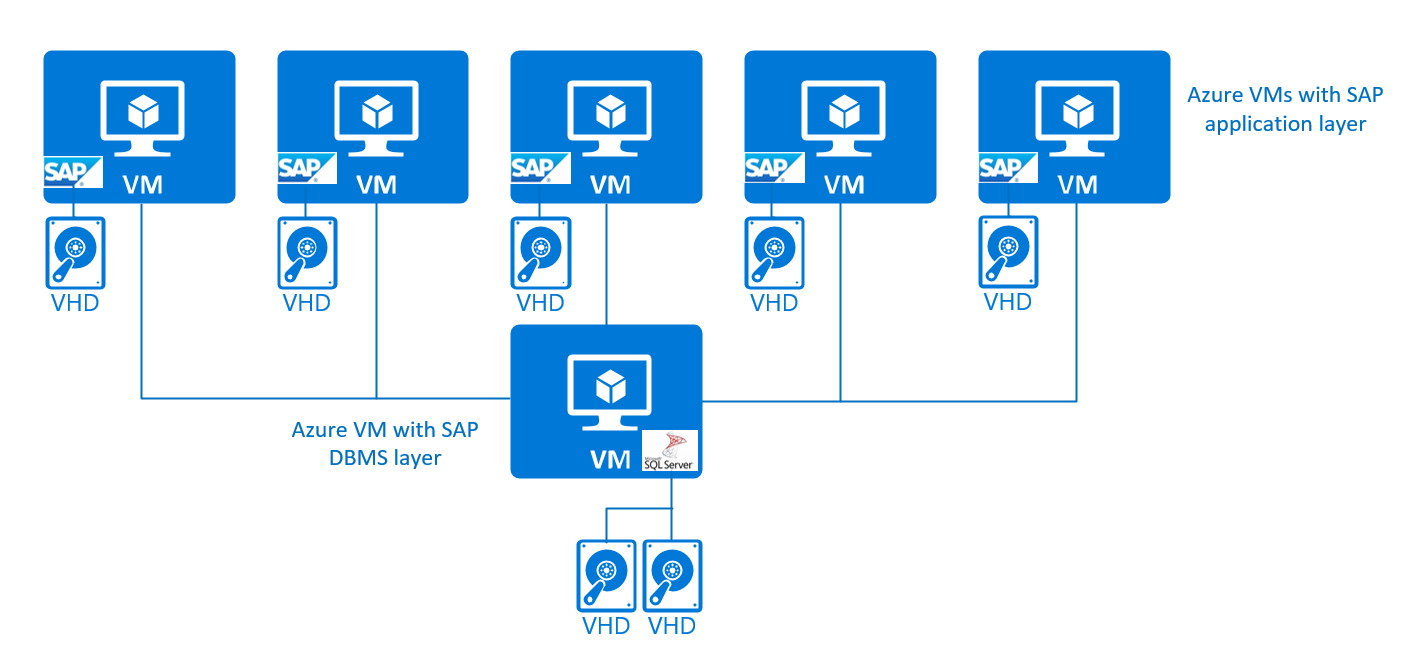 Azure VMs with SAP
application layer
SAP
VM
SAP
VM
SAP
VM
SAP
VM
SAP
VM
VHD
VHD
VHD
VHD
VHD
Azure VM with SAP
DBMS layer
VM
Microsoft
SQL Server
VHD
VHD